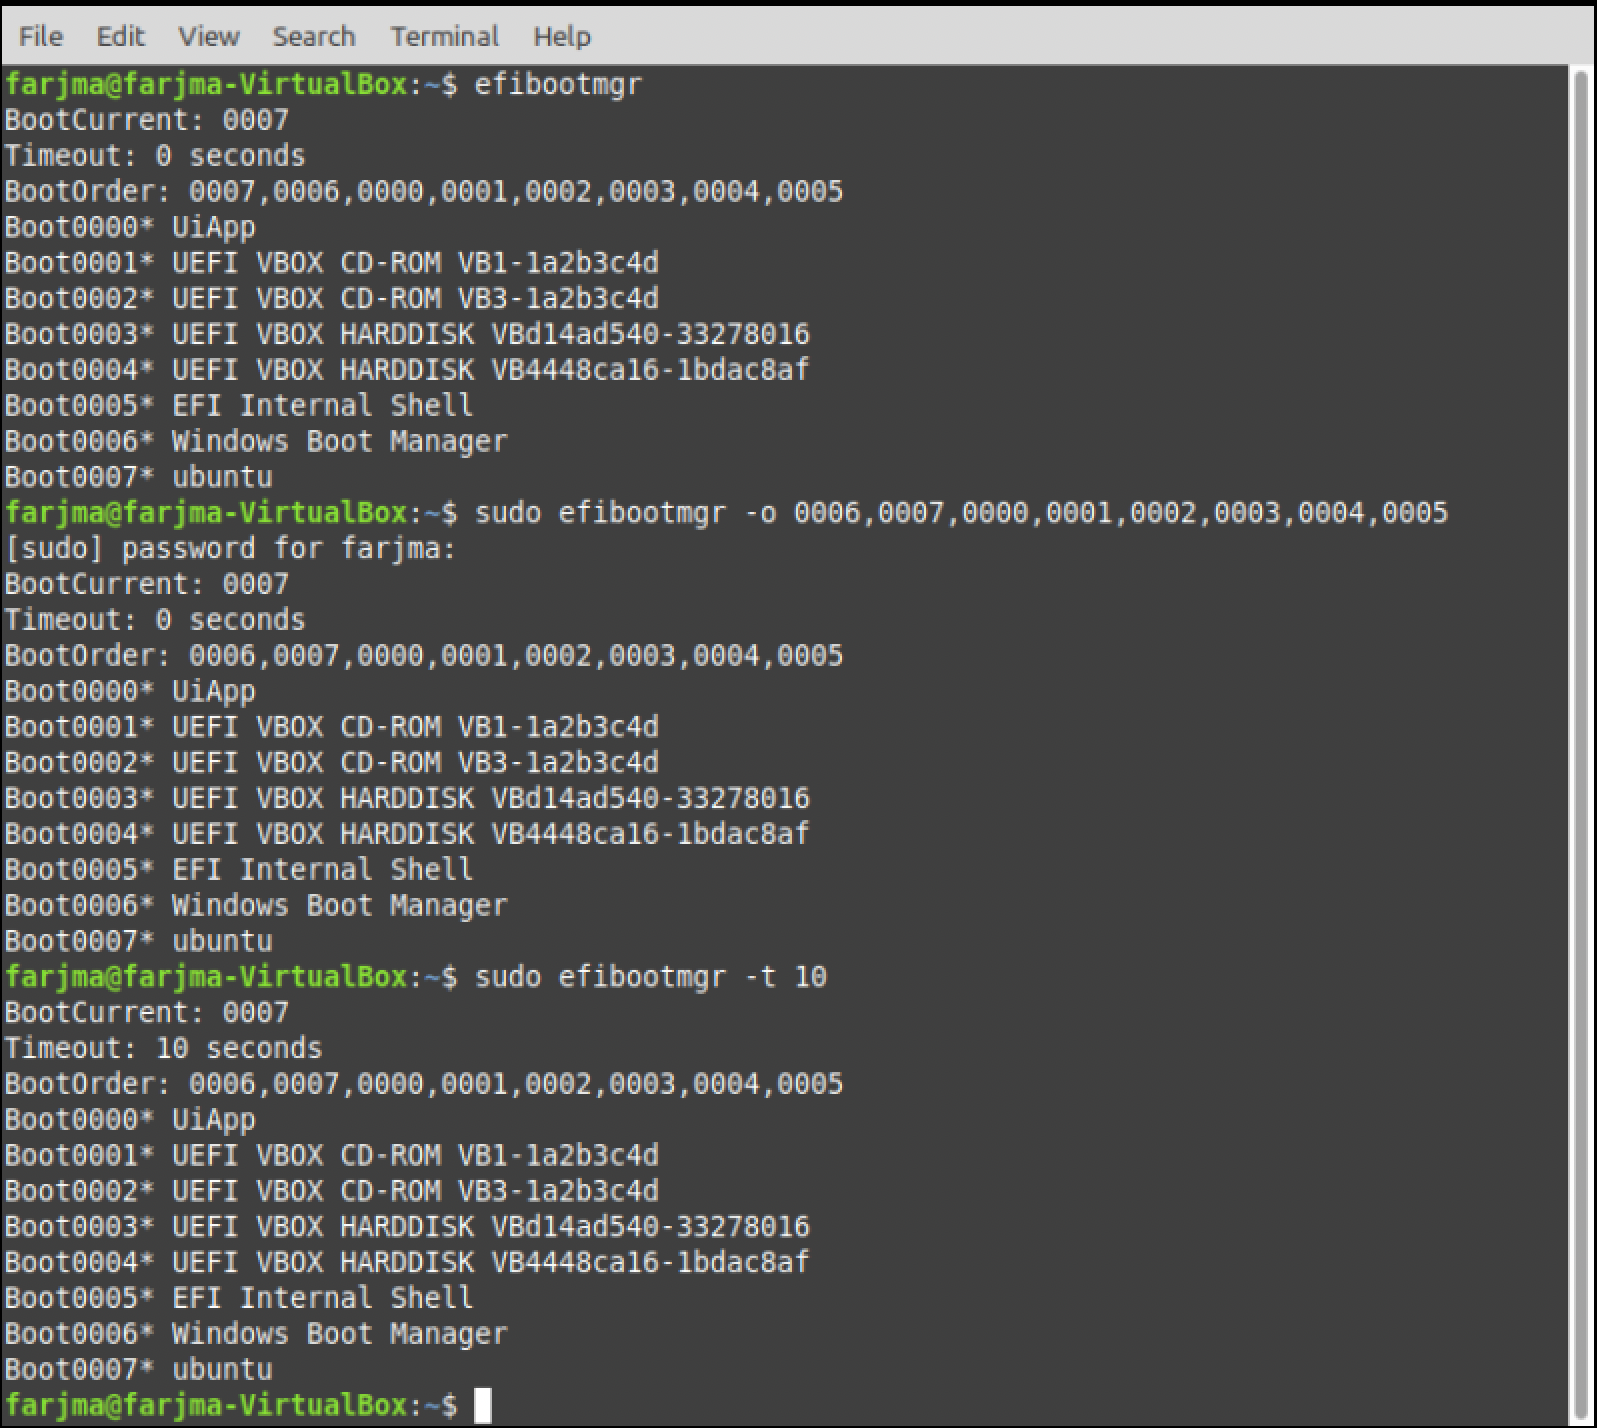 File Edit View Search Terminal Help
farjma@farjma-VirtualBox:~$ efibootmgr
BootCurrent: 0007
Timeout: 0 seconds
BootOrder: 0007,0006,0000,0001,0002,0003,0004,0005
Boot0000* UiApp
Boot0001* UEFI VBOX CD-ROM VB1-1a2b3c4d
Boot0002* UEFI VBOX CD-ROM VB3-1a2b3c4d
Boot0003* UEFI VBOX HARDDISK VBd14ad540-33278016
Boot0004* UEFI VBOX HARDDISK VB4448ca16-1bdac8af
Boot0005* EFI Internal Shell
Boot0006* Windows Boot Manager
Boot0007* ubuntu
farjma@farjma-VirtualBox:~$ sudo efibootmgr -o 0006,0007,0000,0001,0002,0003,0004,0005
[sudo] password for farjma:
BootCurrent: 0007
Timeout: 0 seconds
BootOrder: 0006,0007,0000,0001,0002,0003,0004,0005
Boot0000* UiApp
Boot0001* UEFI VBOX CD-ROM VB1-1a2b3c4d
Boot0002* UEFI VBOX CD-ROM VB3-1a2b3c4d
Boot0003* UEFI VBOX HARDDISK VBd14ad540-33278016
Boot0004* UEFI VBOX HARDDISK VB4448ca16-1bdac8af
Boot0005* EFI Internal Shell
Boot0006* Windows Boot Manager
Boot0007* ubuntu
farjma@farjma-VirtualBox:~$ sudo efibootmgr -t 10
BootCurrent: 0007
Timeout: 10 seconds
BootOrder: 0006,0007,0000,0001,0002,0003,0004,0005
Boot0000* UiApp
Boot0001* UEFI VBOX CD-ROM VB1-1a2b3c4d
Boot0002* UEFI VBOX CD-ROM VB3-1a2b3c4d
Boot0003* UEFI VBOX HARDDISK VBd14ad540-33278016
Boot0004* UEFI VBOX HARDDISK VB4448ca16-1bdac8af
Boot0005* EFI Internal Shell
Boot0006* Windows Boot Manager
Boot0007* ubuntu
farjma@farjma-VirtualBox:~$